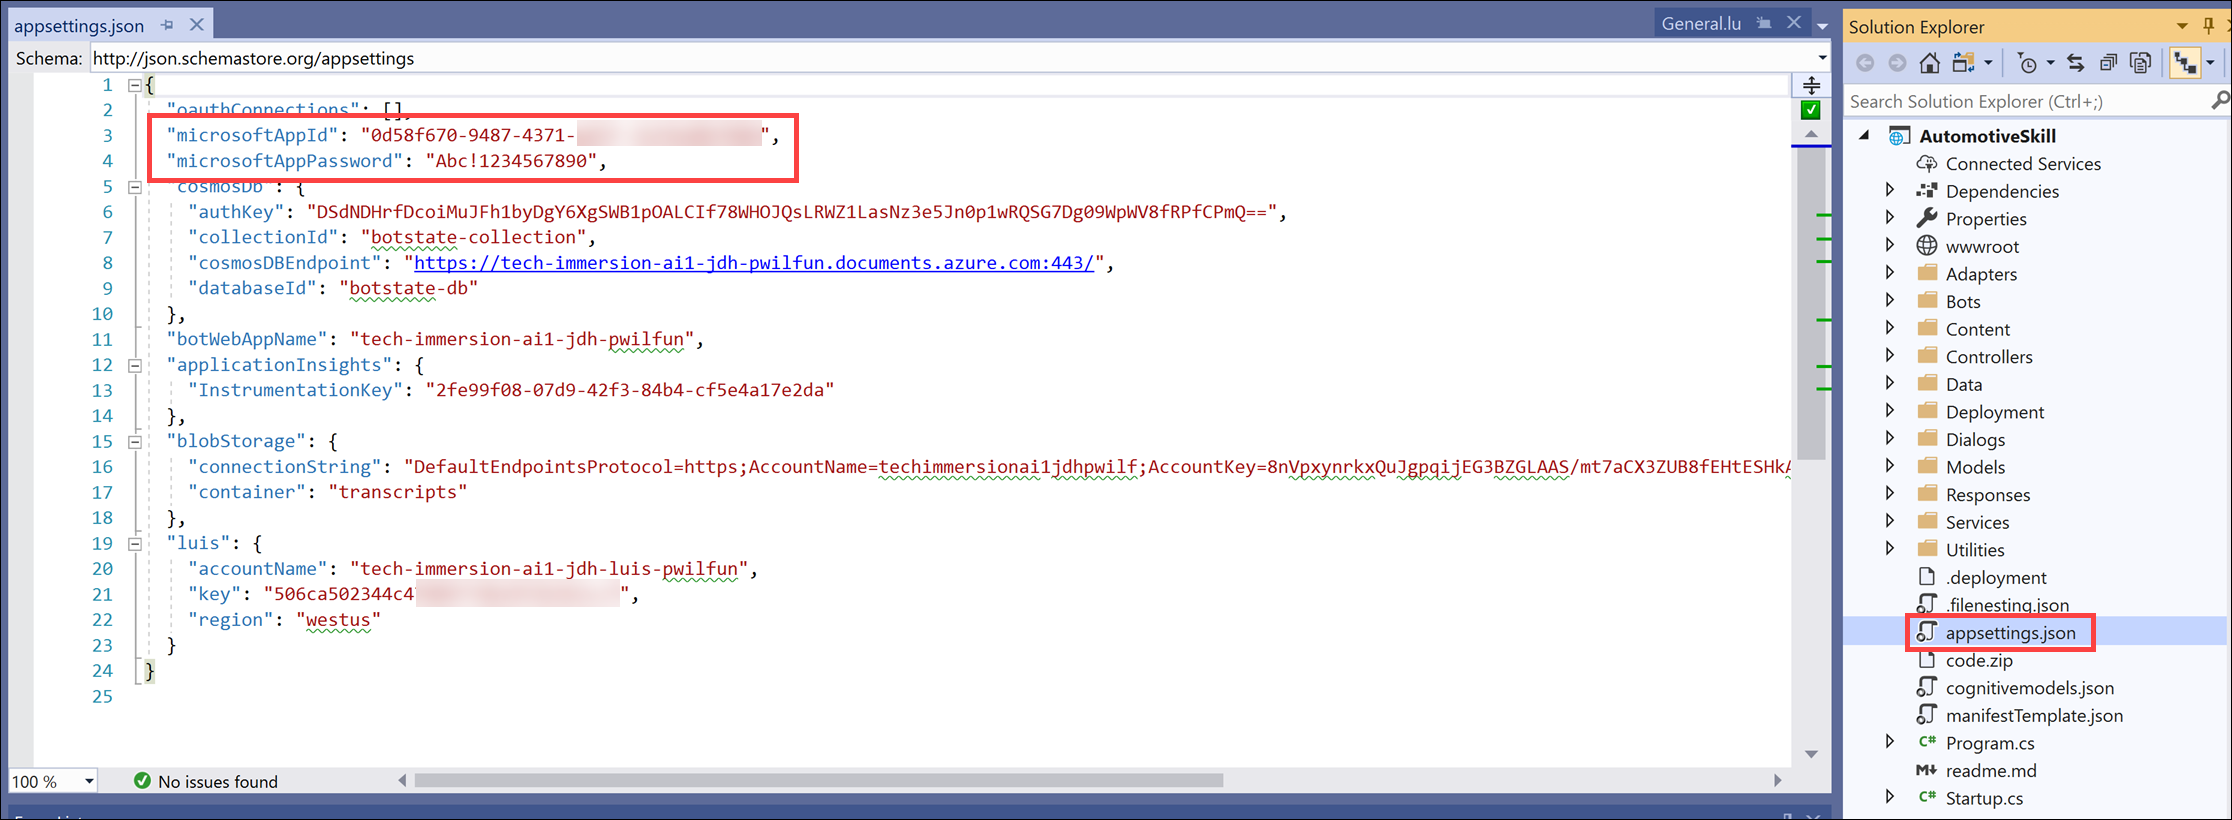 appsettings.json
General.lu
Schema: http://json.schemastore.org/appsettings
1 {
2 "oauthConnections": [],
3 "microsoftAppId": "0d58f670-9487-4371- ",
4 "microsoftAppPassword": "Abc!1234567890",
5 "cosmosDb": {
6 "authKey": "DSdNDHrfDcoiMuJFh1byDgY6XgSWB1pOALCIf78WHOJQsLRWZ1LasNz3e5Jn0p1wRQSG7Dg09WpWV8fRPfCPmQ==",
7 "collectionId": "botstate-collection",
8 "cosmosDBEndpoint": "https://tech-immersion-ai1-jdh-pwilfun.documents.azure.com:443/",
9 "databaseId": "botstate-db"
10 },
11 "botWebAppName": "tech-immersion-ai1-jdh-pwilfun",
12 "applicationInsights": {
13 "InstrumentationKey": "2fe99f08-07d9-42f3-84b4-cf5e4a17e2da"
14 },
15 "blobStorage": {
16 "connectionString": "DefaultEndpointsProtocol=https;AccountName=techimmersionai1jdhpwilf;AccountKey=8nVpxynrkxQuJgpqijEG3BZGLAAS/mt7aCX3ZUB8fEHtESHkA
17 "container": "transcripts"
18 },
19 "luis": {
20 "accountName": "tech-immersion-ai1-jdh-luis-pwilfun",
21 "key": "506ca502344c4 ",
22 "region": "westus"
23 }
24 }
25
100 %
No issues found
Solution Explorer
Search Solution Explorer (Ctrl+;)
AutomotiveSkill
Connected Services
Dependencies
Properties
wwwroot
Adapters
Bots
Content
Controllers
Data
Deployment
Dialogs
Models
Responses
Services
Utilities
.deployment
.filenesting.json
appsettings.json
code.zip
cognitivemodels.json
manifestTemplate.json
C# Program.cs
M↓ readme.md
C# Startup.cs